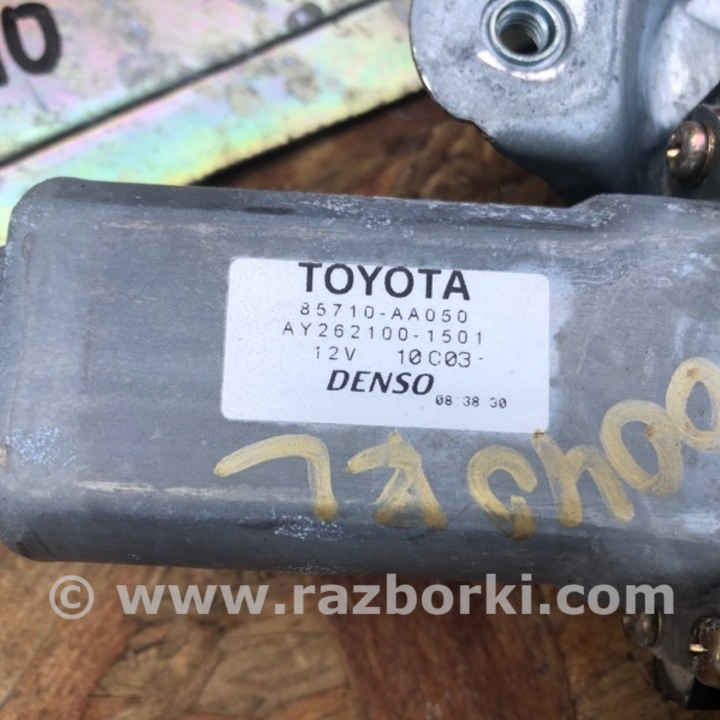 TOYOTA
85710-AA050
AY262100-1501
12V 10C03-
DENSO
08 38 30
© www.razborki.com